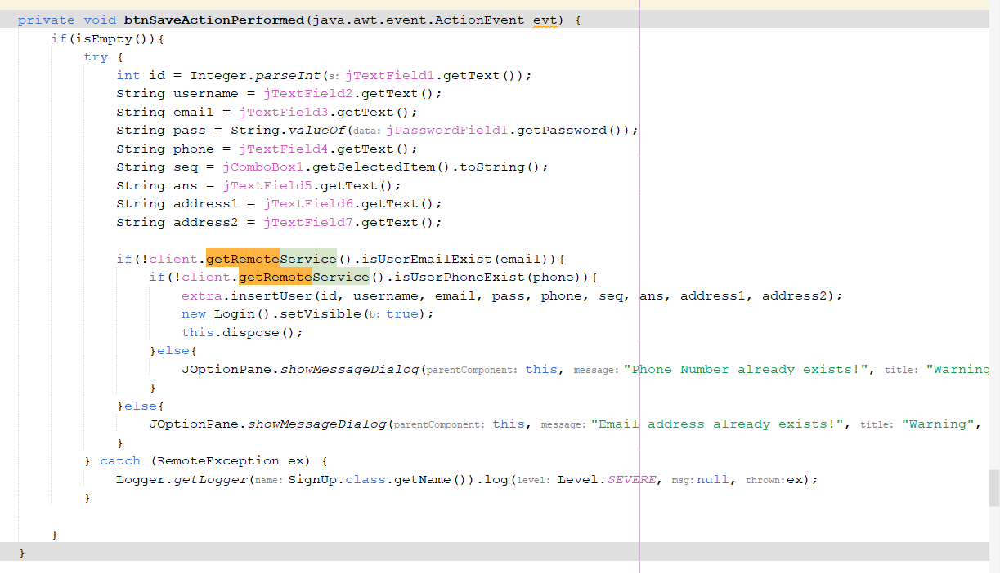 private void btnSaveActionPerformed(java.awt.event.ActionEvent evt) {
if(isEmpty()){
try {
int id = Integer.parseInt(s: jTextField1.getText());
String username = jTextField2.getText();
String email = jTextField3.getText();
String pass = String.valueOf(data: jPasswordField1.getPassword());
String phone = jTextField4.getText();
String seq = jComboBox1.getSelectedItem().toString();
String ans = jTextField5.getText();
String address1 = jTextField6.getText();
String address2 = jTextField7.getText();
if(!client.getRemoteService().isUserEmailExist(email)){
if(!client.getRemoteService().isUserPhoneExist(phone)){
extra.insertUser(id, username, email, pass, phone, seq, ans, address1, address2);
new Login().setVisible(b: true);
this.dispose();
}else{
JOptionPane.showMessageDialog(parentComponent: this, message: "Phone Number already exists!", title: "Warning
}
}else{
JOptionPane.showMessageDialog(parentComponent: this, message: "Email address already exists!", title: "Warning",
}
} catch (RemoteException ex) {
Logger.getLogger(name: SignUp.class.getName()).log(level: Level.SEVERE, msg: null, thrown: ex);
}
}
}